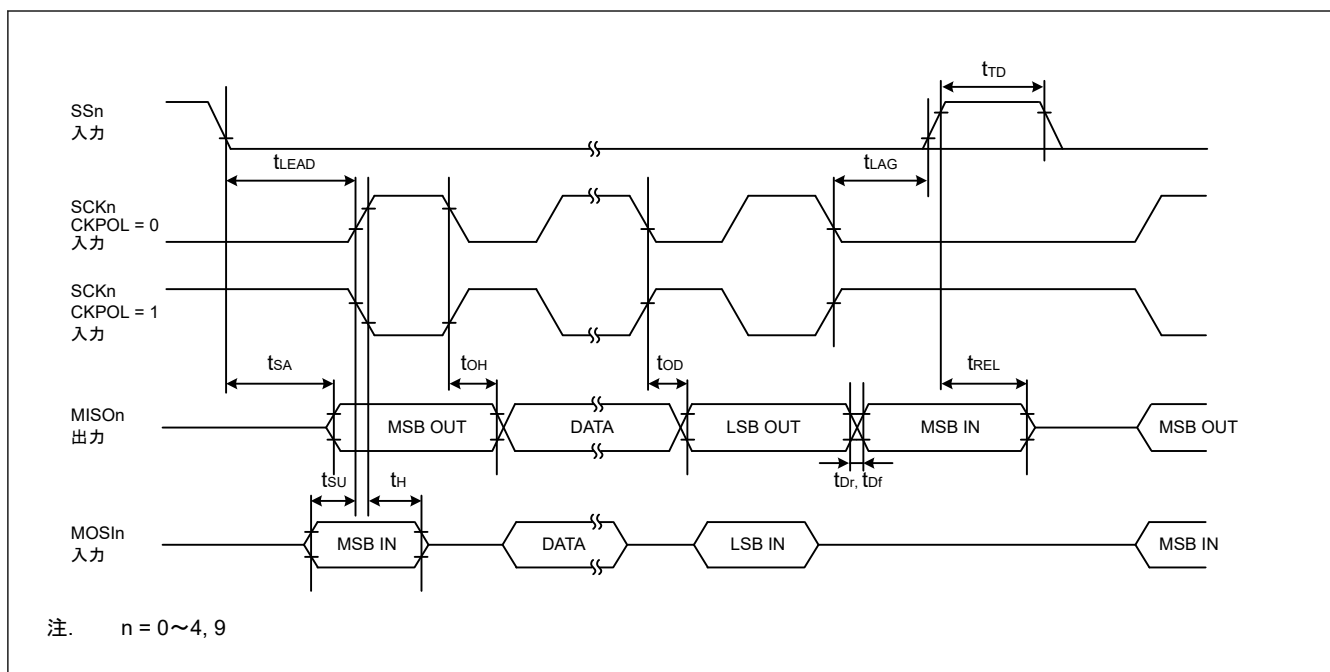 tTD
SSn
入力
tLEAD
tLAG
SCKn
CKPOL = 0
入力
SCKn
CKPOL = 1
入力
tSA
tOH
tOD
tREL
MISOn
出力
MSB OUT
DATA
LSB OUT
MSB IN
MSB OUT
tSU
tH
tDr, tDf
MOSIn
入力
MSB IN
DATA
LSB IN
MSB IN
注. n = 0～4, 9